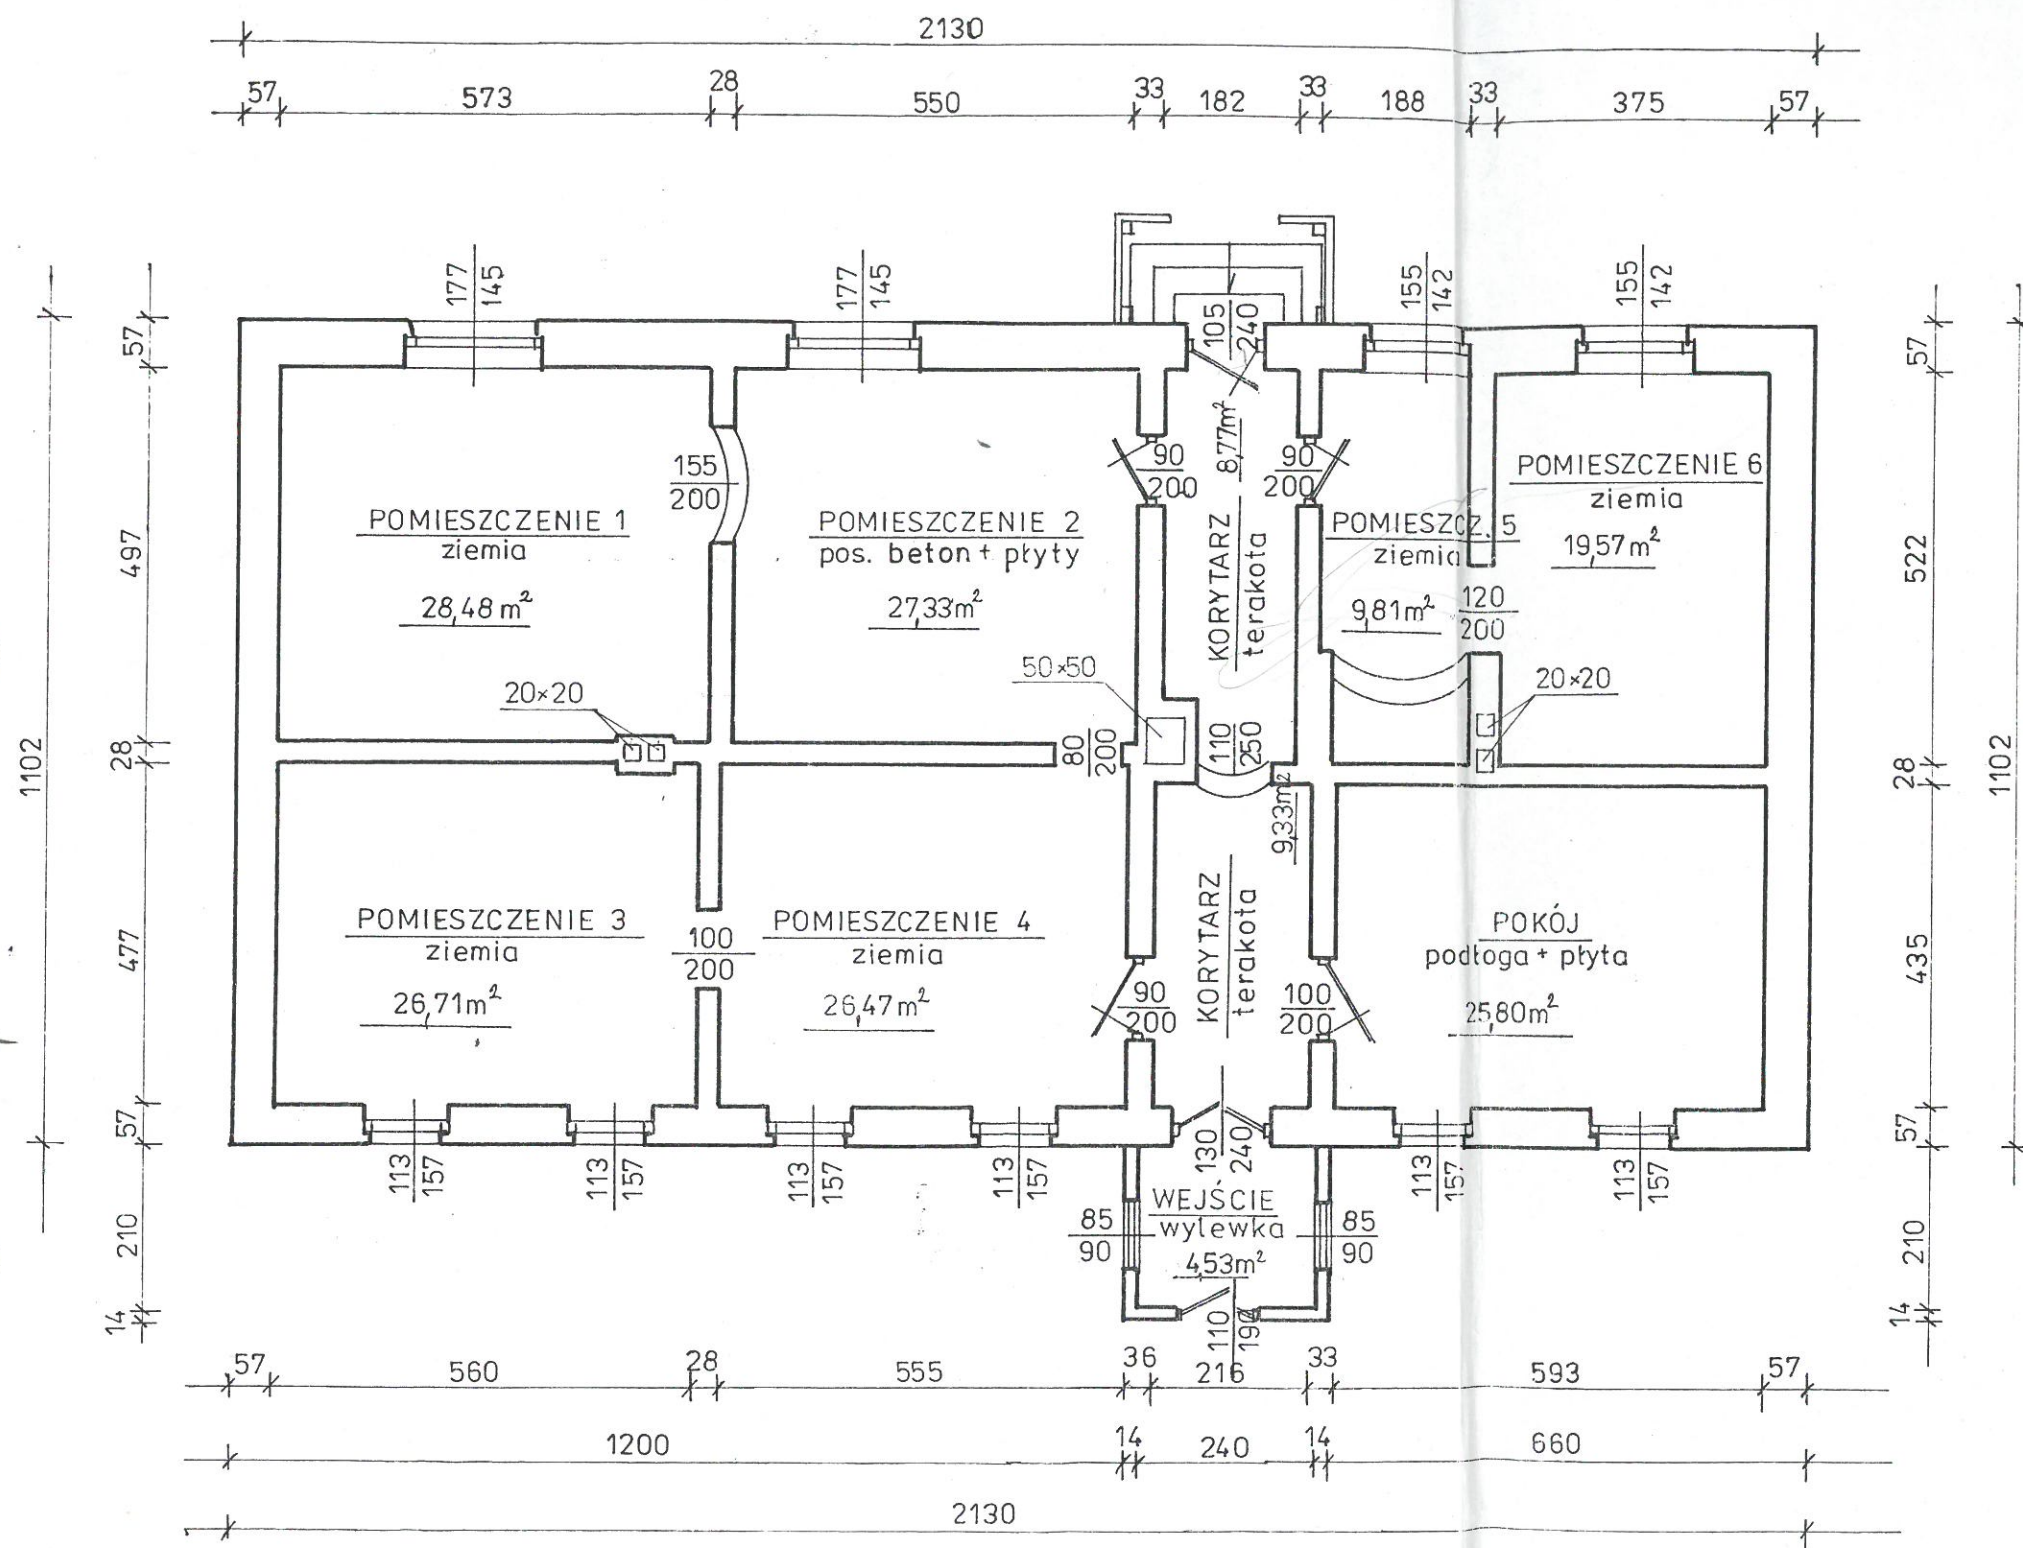 2130
57 573 28 550 33 182 33 188 33 375 57
177
145
177
145
105
240
155
142
155
142
57
497
28
477
57
210
14
1102
57
522
28
435
57
210
14
1102
POMIESZCZENIE 1
ziemia
28,48 m²
155
200
POMIESZCZENIE 2
pos. beton + płyty
27,33m²
90
200
8,77m²
KORYTARZ
terakota
90
200
POMIESZCZ. 5
ziemia
9,81m²
120
200
POMIESZCZENIE 6
ziemia
19,57m²
20×20
50×50
20×20
80
200
110
250
9,33m²
POMIESZCZENIE 3
ziemia
26,71m²
100
200
POMIESZCZENIE 4
ziemia
26,47m²
90
200
KORYTARZ
terakota
100
200
POKÓJ
podłoga + płyta
25,80m²
113
157
113
157
113
157
113
157
130
240
113
157
113
157
WEJŚCIE
wylewka
4,53m²
85
90
85
90
110
190
57 560 28 555 36 216 33 593 57
1200 14 240 14 660
2130